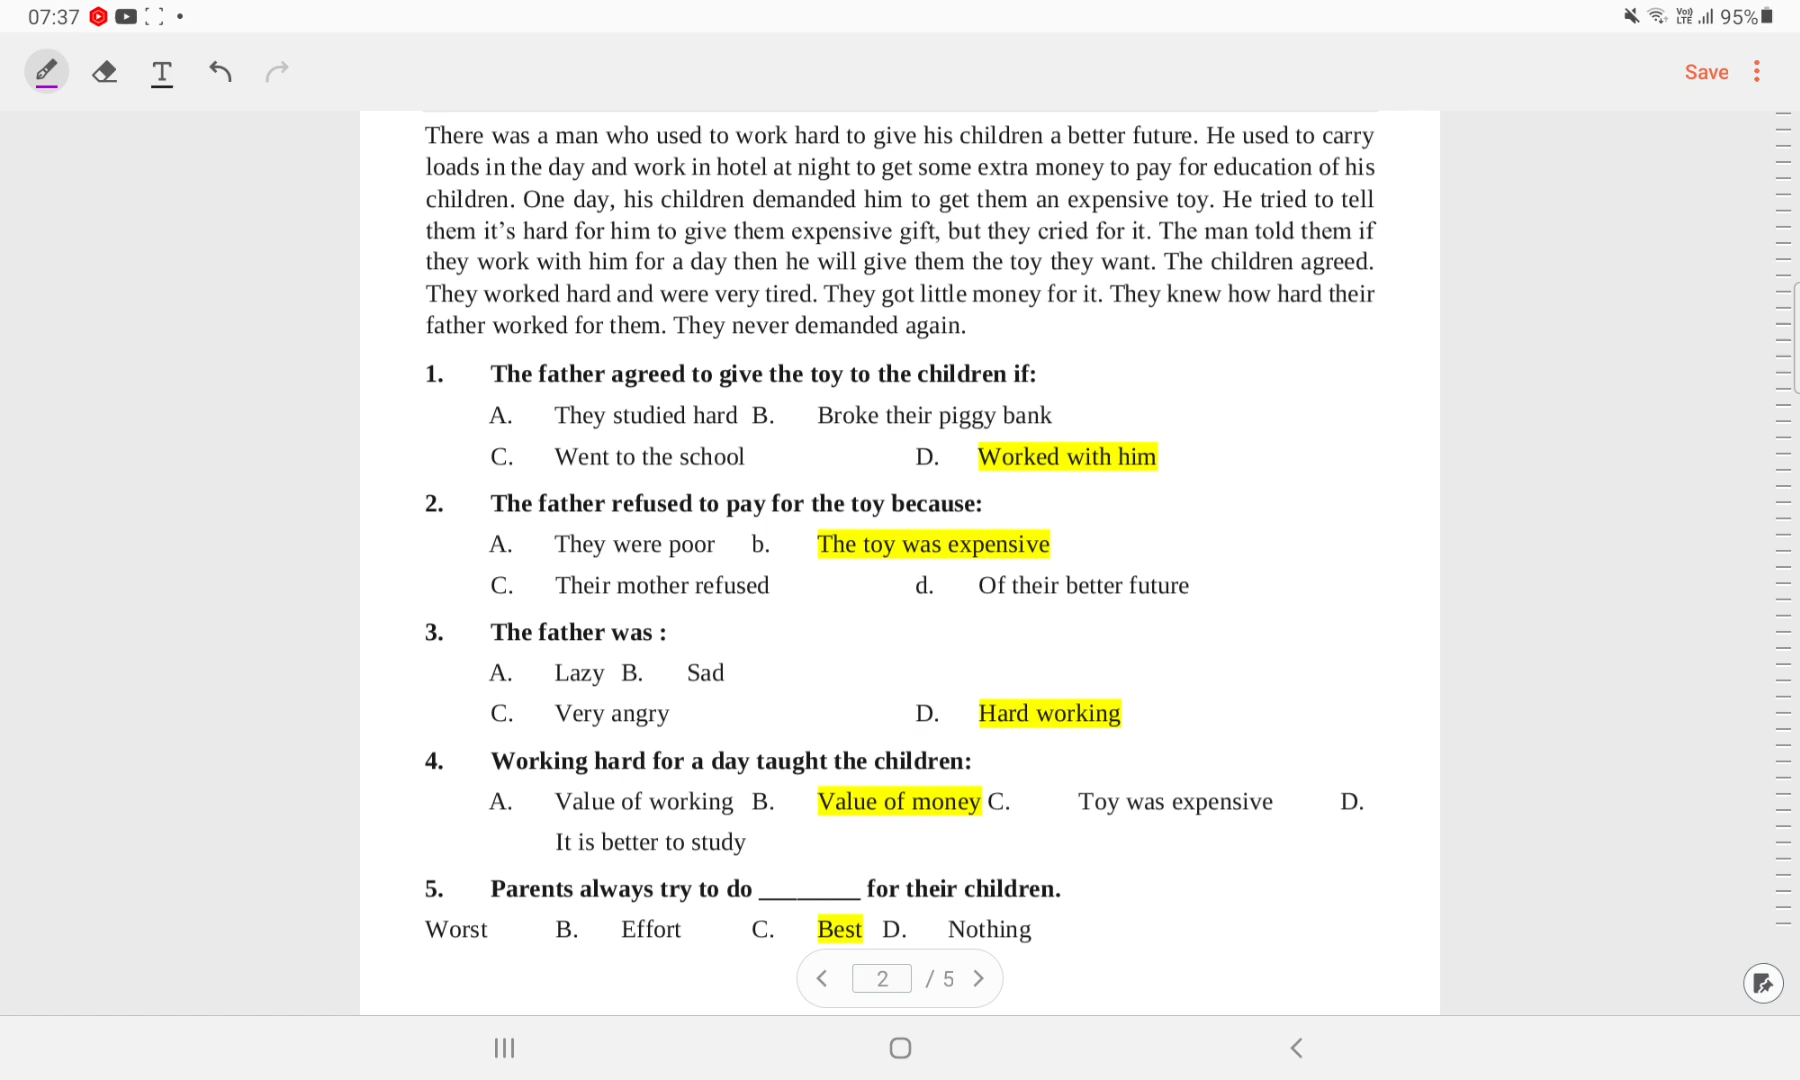 07:37 95%
Save
There was a man who used to work hard to give his children a better future. He used to carry
loads in the day and work in hotel at night to get some extra money to pay for education of his
children. One day, his children demanded him to get them an expensive toy. He tried to tell
them it’s hard for him to give them expensive gift, but they cried for it. The man told them if
they work with him for a day then he will give them the toy they want. The children agreed.
They worked hard and were very tired. They got little money for it. They knew how hard their
father worked for them. They never demanded again.
1. The father agreed to give the toy to the children if:
A. They studied hard B. Broke their piggy bank
C. Went to the school D. Worked with him
2. The father refused to pay for the toy because:
A. They were poor b. The toy was expensive
C. Their mother refused d. Of their better future
3. The father was :
A. Lazy B. Sad
C. Very angry D. Hard working
4. Working hard for a day taught the children:
A. Value of working B. Value of money C. Toy was expensive D.
It is better to study
5. Parents always try to do ________ for their children.
Worst B. Effort C. Best D. Nothing
2 / 5